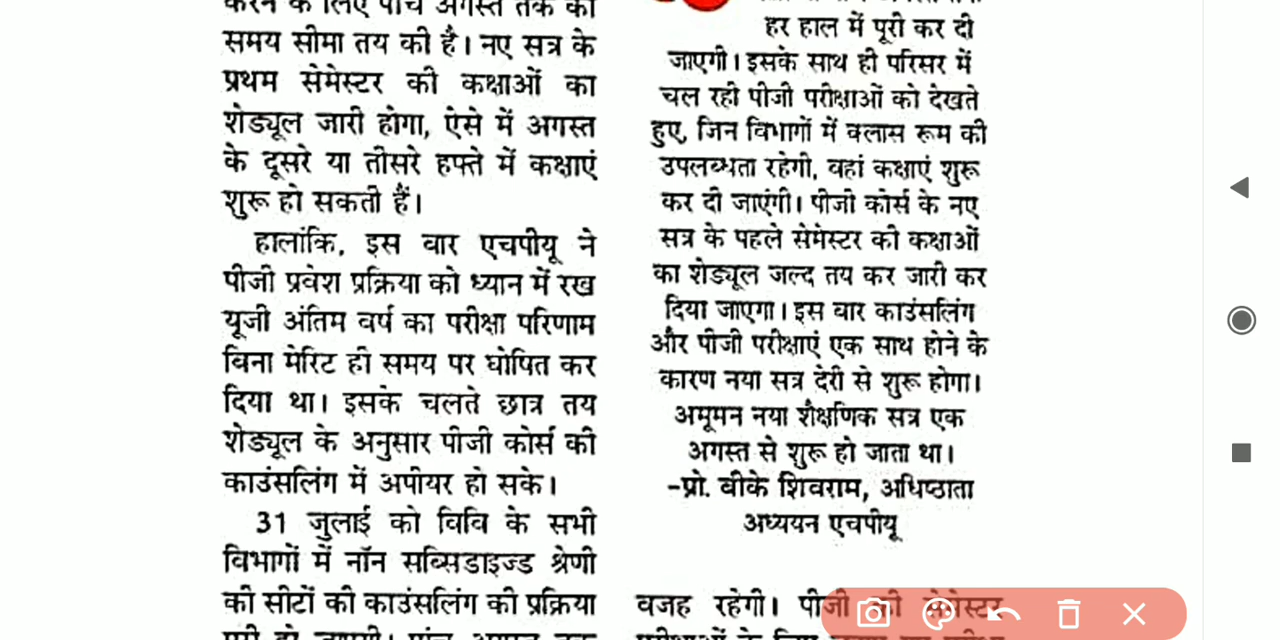 करने के लिए पांच अगस्त तक की
समय सीमा तय की है। नए सत्र के
प्रथम सेमेस्टर की कक्षाओं का
शेड्यूल जारी होगा, ऐसे में अगस्त
के दूसरे या तीसरे हफ्ते में कक्षाएं
शुरू हो सकती हैं।
हालांकि, इस बार एचपीयू ने
पीजी प्रवेश प्रक्रिया को ध्यान में रख
यूजी अंतिम वर्ष का परीक्षा परिणाम
बिना मेरिट ही समय पर घोषित कर
दिया था। इसके चलते छात्र तय
शेड्यूल के अनुसार पीजी कोर्स की
काउंसलिंग में अपीयर हो सके।
31 जुलाई को विवि के सभी
विभागों में नॉन सब्सिडाइज्ड श्रेणी
की सीटों की काउंसलिंग की प्रक्रिया
हर हाल में पूरी कर दी
जाएगी। इसके साथ ही परिसर में
चल रही पीजी परीक्षाओं को देखते
हुए, जिन विभागों में क्लास रूम की
उपलब्धता रहेगी, वहां कक्षाएं शुरू
कर दी जाएंगी। पीजी कोर्स के नए
सत्र के पहले सेमेस्टर की कक्षाओं
का शेड्यूल जल्द तय कर जारी कर
दिया जाएगा। इस बार काउंसलिंग
और पीजी परीक्षाएं एक साथ होने के
कारण नया सत्र देरी से शुरू होगा।
अमूमन नया शैक्षणिक सत्र एक
अगस्त से शुरू हो जाता था।
-प्रो. बीके शिवराम, अधिष्ठाता
अध्ययन एचपीयू
वजह रहेगी। पीजी की सेमेस्टर